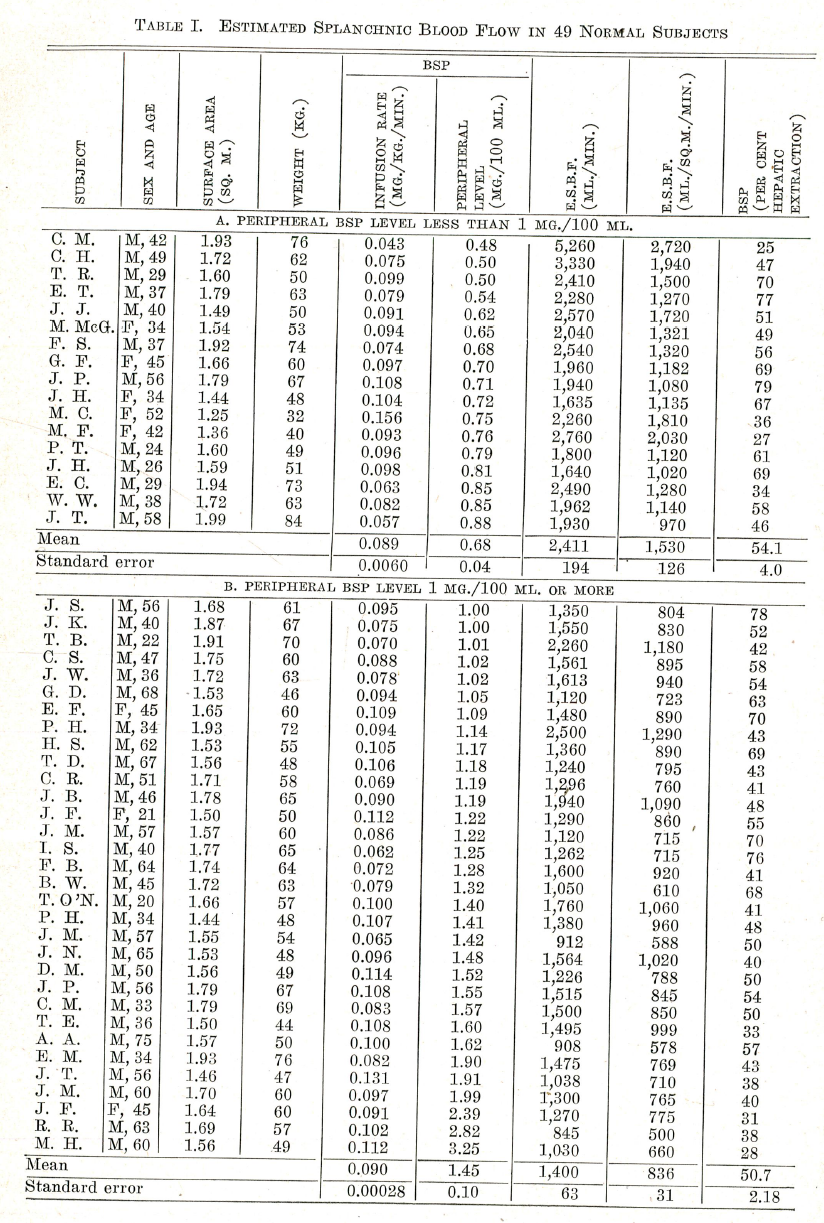 TABLE I. ESTIMATED SPLANCHNIC BLOOD FLOW IN 49 NORMAL SUBJECTS
BSP
SUBJECT SEX AND AGE SURFACE AREA (SQ. M.) WEIGHT (KG.) INFUSION RATE (MG./KG./MIN.) PERIPHERAL LEVEL (MG./100 ML.) E.S.B.F. (ML./MIN.) E.S.B.F. (ML./SQ.M./MIN.) BSP (PER CENT HEPATIC EXTRACTION)
A. PERIPHERAL BSP LEVEL LESS THAN 1 MG./100 ML.
C. M. M, 42 1.93 76 0.043 0.48 5,260 2,720 25
C. H. M, 49 1.72 62 0.075 0.50 3,330 1,940 47
T. R. M, 29 1.60 50 0.099 0.50 2,410 1,500 70
E. T. M, 37 1.79 63 0.079 0.54 2,280 1,270 77
J. J. M, 40 1.49 50 0.091 0.62 2,570 1,720 51
M. McG. F, 34 1.54 53 0.094 0.65 2,040 1,321 49
F. S. M, 37 1.92 74 0.074 0.68 2,540 1,320 56
G. F. F, 45 1.66 60 0.097 0.70 1,960 1,182 69
J. P. M, 56 1.79 67 0.108 0.71 1,940 1,080 79
J. H. F, 34 1.44 48 0.104 0.72 1,635 1,135 67
M. C. F, 52 1.25 32 0.156 0.75 2,260 1,810 36
M. F. F, 42 1.36 40 0.093 0.76 2,760 2,030 27
P. T. M, 24 1.60 49 0.096 0.79 1,800 1,120 61
J. H. M, 26 1.59 51 0.098 0.81 1,640 1,020 69
E. C. M, 29 1.94 73 0.063 0.85 2,490 1,280 34
W. W. M, 38 1.72 63 0.082 0.85 1,962 1,140 58
J. T. M, 58 1.99 84 0.057 0.88 1,930 970 46
Mean 0.089 0.68 2,411 1,530 54.1
Standard error 0.0060 0.04 194 126 4.0
B. PERIPHERAL BSP LEVEL 1 MG./100 ML. OR MORE
J. S. M, 56 1.68 61 0.095 1.00 1,350 804 78
J. K. M, 40 1.87 67 0.075 1.00 1,550 830 52
T. B. M, 22 1.91 70 0.070 1.01 2,260 1,180 42
C. S. M, 47 1.75 60 0.088 1.02 1,561 895 58
J. W. M, 36 1.72 63 0.078 1.02 1,613 940 54
G. D. M, 68 1.53 46 0.094 1.05 1,120 723 63
E. F. F, 45 1.65 60 0.109 1.09 1,480 890 70
P. H. M, 34 1.93 72 0.094 1.14 2,500 1,290 43
H. S. M, 62 1.53 55 0.105 1.17 1,360 890 69
T. D. M, 67 1.56 48 0.106 1.18 1,240 795 43
C. R. M, 51 1.71 58 0.069 1.19 1,296 760 41
J. B. M, 46 1.78 65 0.090 1.19 1,940 1,090 48
J. F. F, 21 1.50 50 0.112 1.22 1,290 860 55
J. M. M, 57 1.57 60 0.086 1.22 1,120 715 70
I. S. M, 40 1.77 65 0.062 1.25 1,262 715 76
F. B. M, 64 1.74 64 0.072 1.28 1,600 920 41
B. W. M, 45 1.72 63 0.079 1.32 1,050 610 68
T. O'N. M, 20 1.66 57 0.100 1.40 1,760 1,060 41
P. H. M, 34 1.44 48 0.107 1.41 1,380 960 48
J. M. M, 57 1.55 54 0.065 1.42 912 588 50
J. N. M, 65 1.53 48 0.096 1.48 1,564 1,020 40
D. M. M, 50 1.56 49 0.114 1.52 1,226 788 50
J. P. M, 56 1.79 67 0.108 1.55 1,515 845 54
C. M. M, 33 1.79 69 0.083 1.57 1,500 850 50
T. E. M, 36 1.50 44 0.108 1.60 1,495 999 33
A. A. M, 75 1.57 50 0.100 1.62 908 578 57
E. M. M, 34 1.93 76 0.082 1.90 1,475 769 43
J. T. M, 56 1.46 47 0.131 1.91 1,038 710 38
J. M. M, 60 1.70 60 0.097 1.99 1,300 765 40
J. F. F, 45 1.64 60 0.091 2.39 1,270 775 31
R. R. M, 63 1.69 57 0.102 2.82 845 500 38
M. H. M, 60 1.56 49 0.112 3.25 1,030 660 28
Mean 0.090 1.45 1,400 836 50.7
Standard error 0.00028 0.10 63 31 2.18